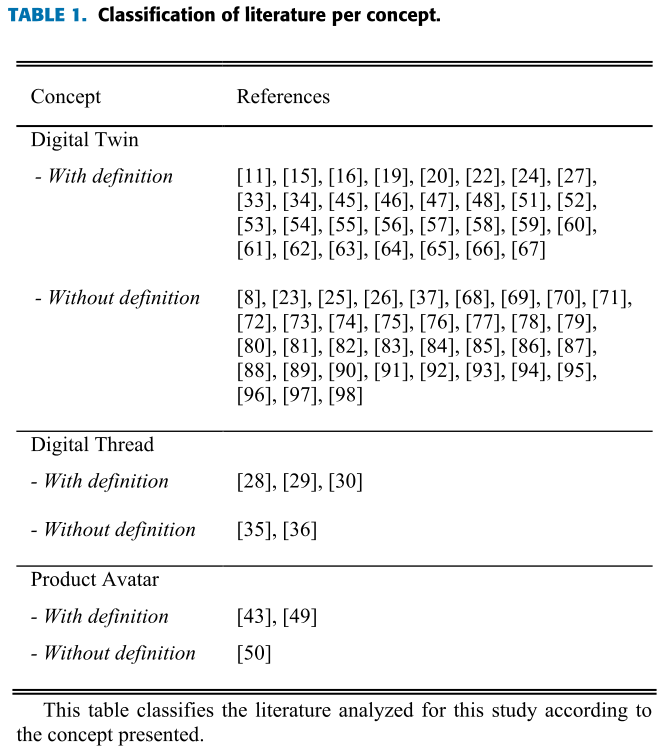 TABLE 1. Classification of literature per concept.
Concept References
Digital Twin
- With definition [11], [15], [16], [19], [20], [22], [24], [27],
[33], [34], [45], [46], [47], [48], [51], [52],
[53], [54], [55], [56], [57], [58], [59], [60],
[61], [62], [63], [64], [65], [66], [67]
- Without definition [8], [23], [25], [26], [37], [68], [69], [70], [71],
[72], [73], [74], [75], [76], [77], [78], [79],
[80], [81], [82], [83], [84], [85], [86], [87],
[88], [89], [90], [91], [92], [93], [94], [95],
[96], [97], [98]
Digital Thread
- With definition [28], [29], [30]
- Without definition [35], [36]
Product Avatar
- With definition [43], [49]
- Without definition [50]
This table classifies the literature analyzed for this study according to
the concept presented.